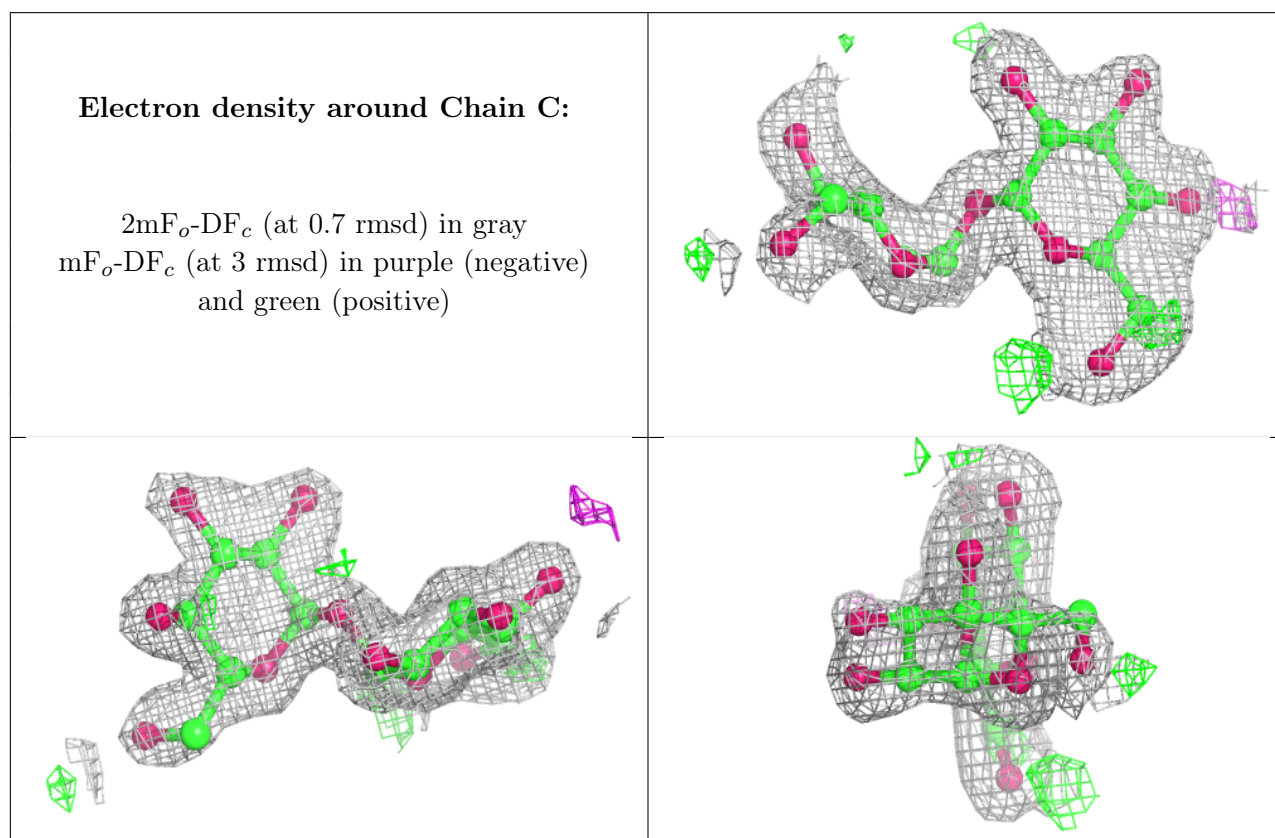 Electron density around Chain C:
2mFo-DFc (at 0.7 rmsd) in gray
mFo-DFc (at 3 rmsd) in purple (negative)
and green (positive)